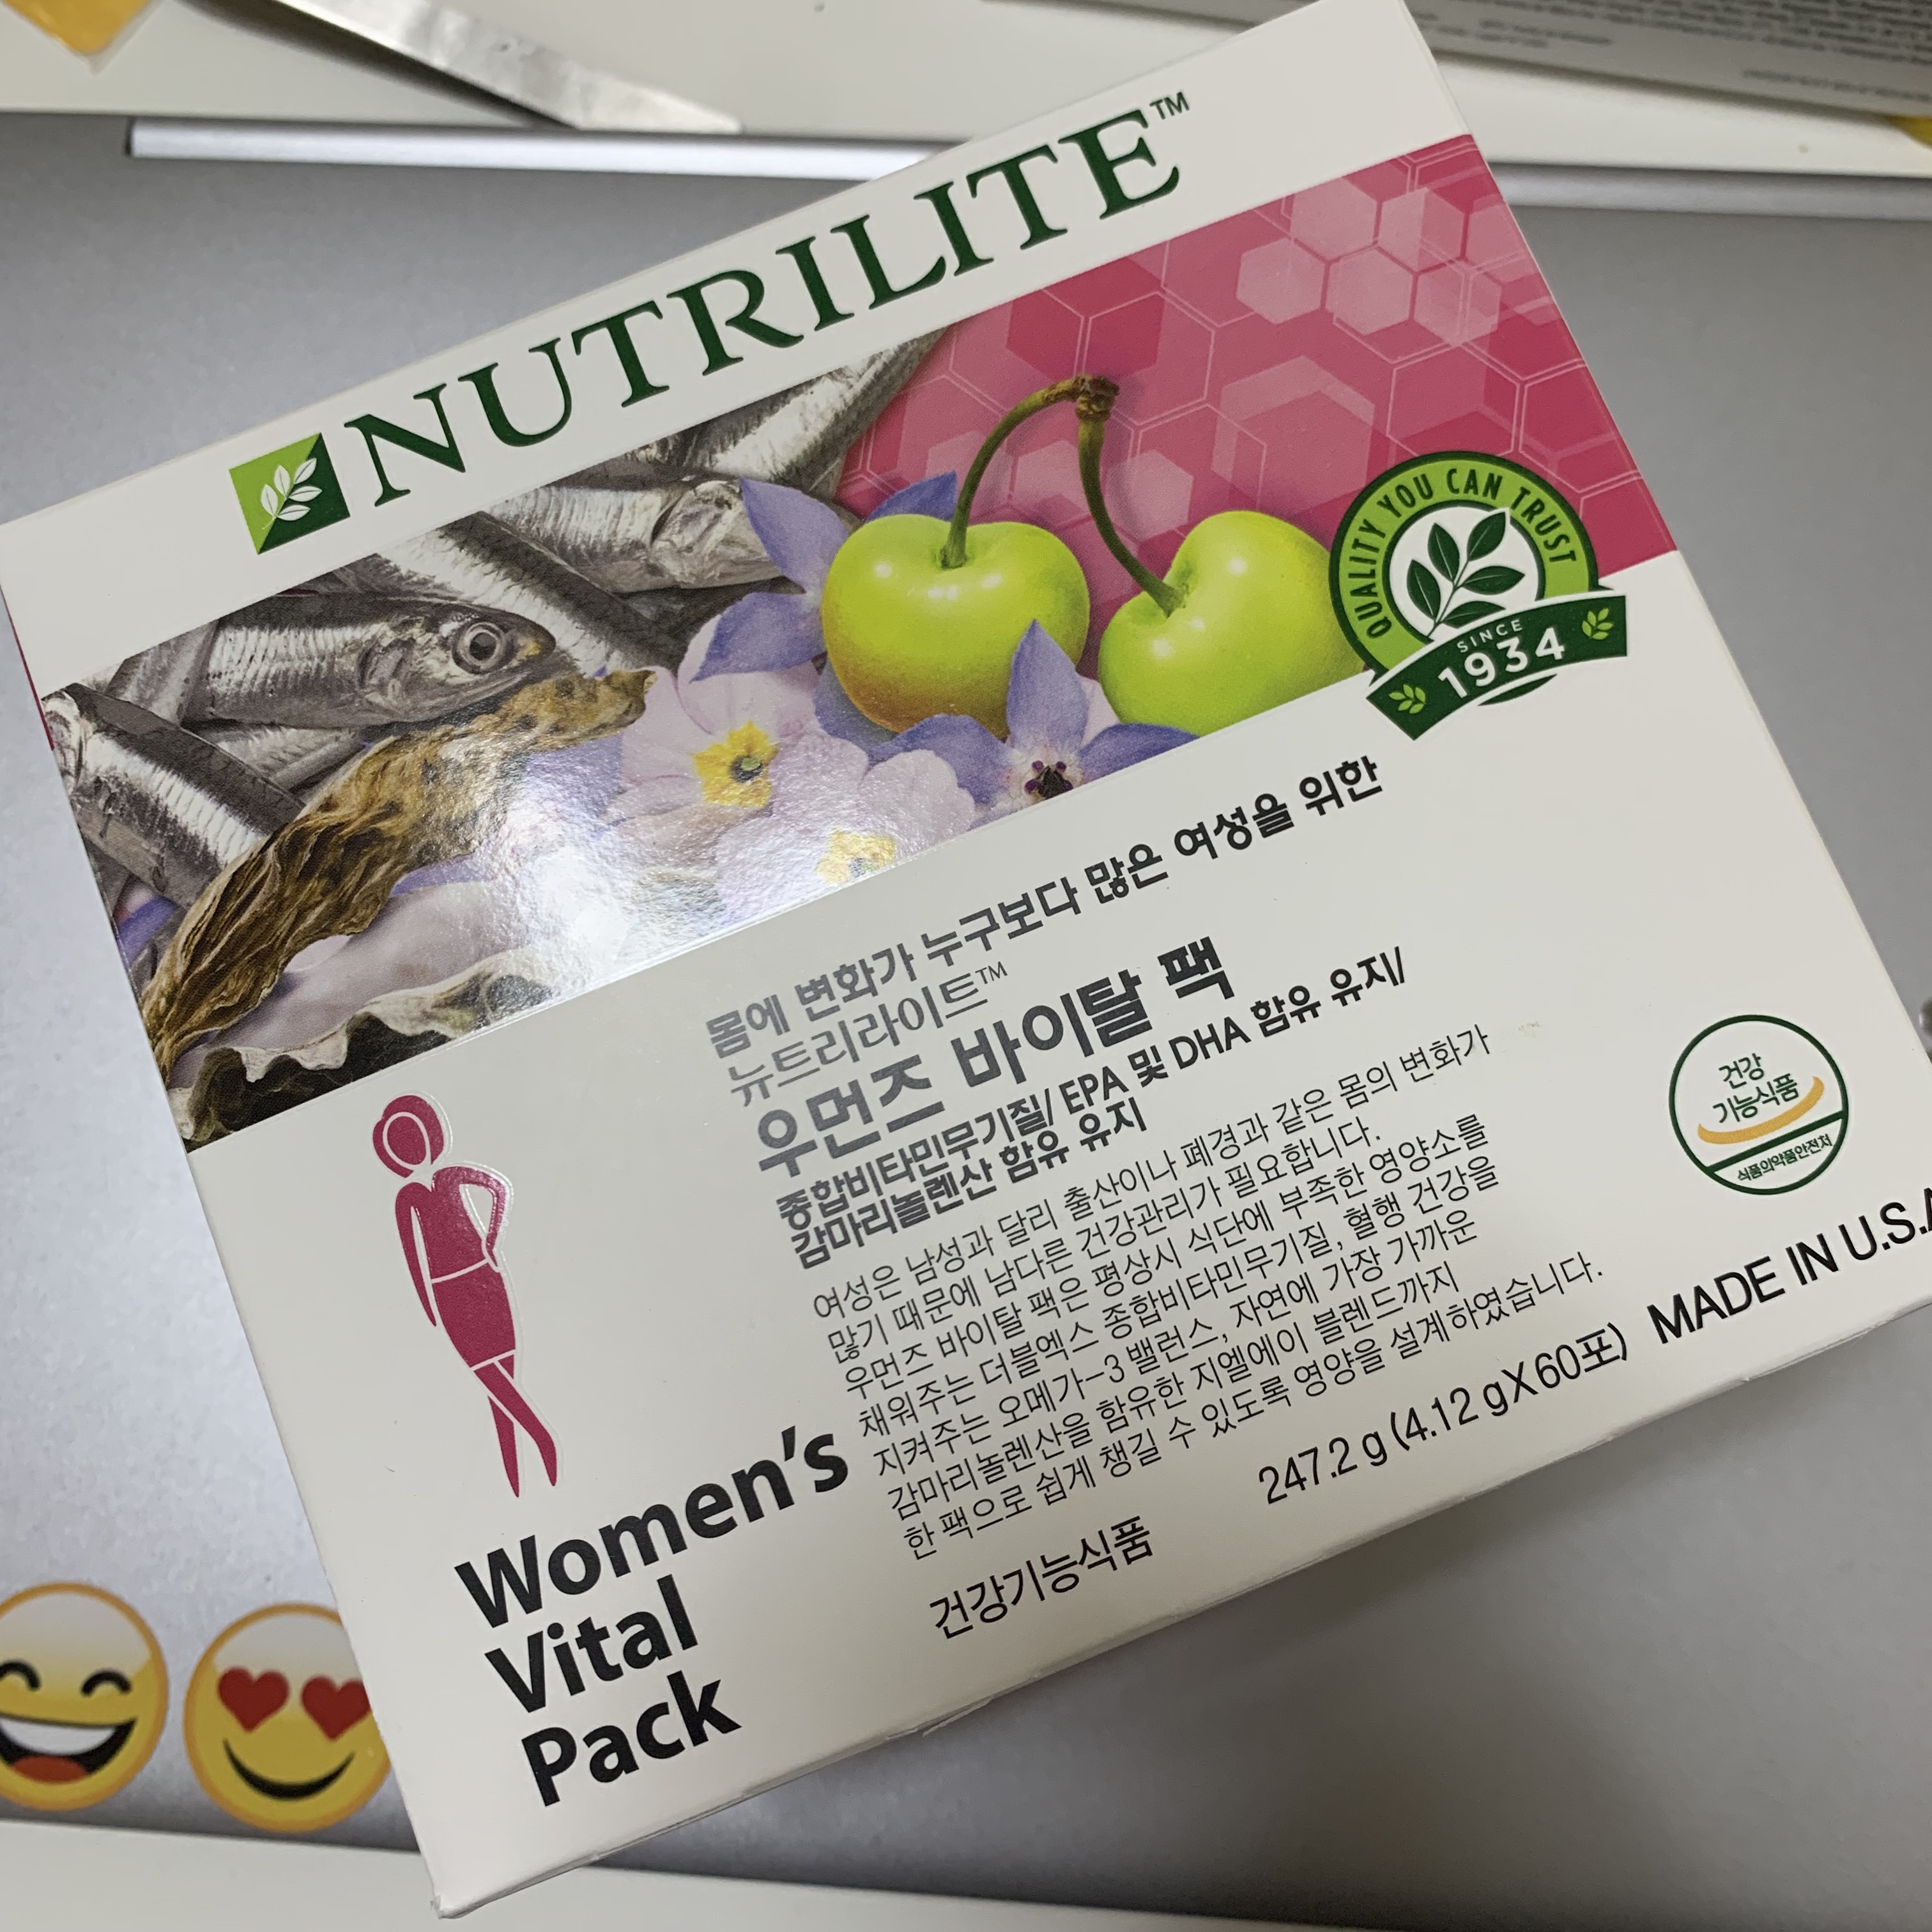 NUTRILITE™
QUALITY YOU CAN TRUST
SINCE
1934
몸에 변화가 누구보다 많은 여성을 위한
뉴트리라이트™
우먼즈 바이탈 팩
종합비타민무기질/ EPA 및 DHA 함유 유지/
감마리놀렌산 함유 유지
여성은 남성과 달리 출산이나 폐경과 같은 몸의 변화가
많기 때문에 남다른 건강관리가 필요합니다.
우먼즈 바이탈 팩은 평상시 식단에 부족한 영양소를
채워주는 더블엑스 종합비타민무기질, 혈행 건강을
지켜주는 오메가-3 밸런스, 자연에 가장 가까운
감마리놀렌산을 함유한 지엘에이 블렌드까지
한 팩으로 쉽게 챙길 수 있도록 영양을 설계하였습니다.
건강
기능식품
식품의약품안전처
Women's
Vital
Pack
건강기능식품
247.2 g (4.12 g X 60포)
MADE IN U.S.A